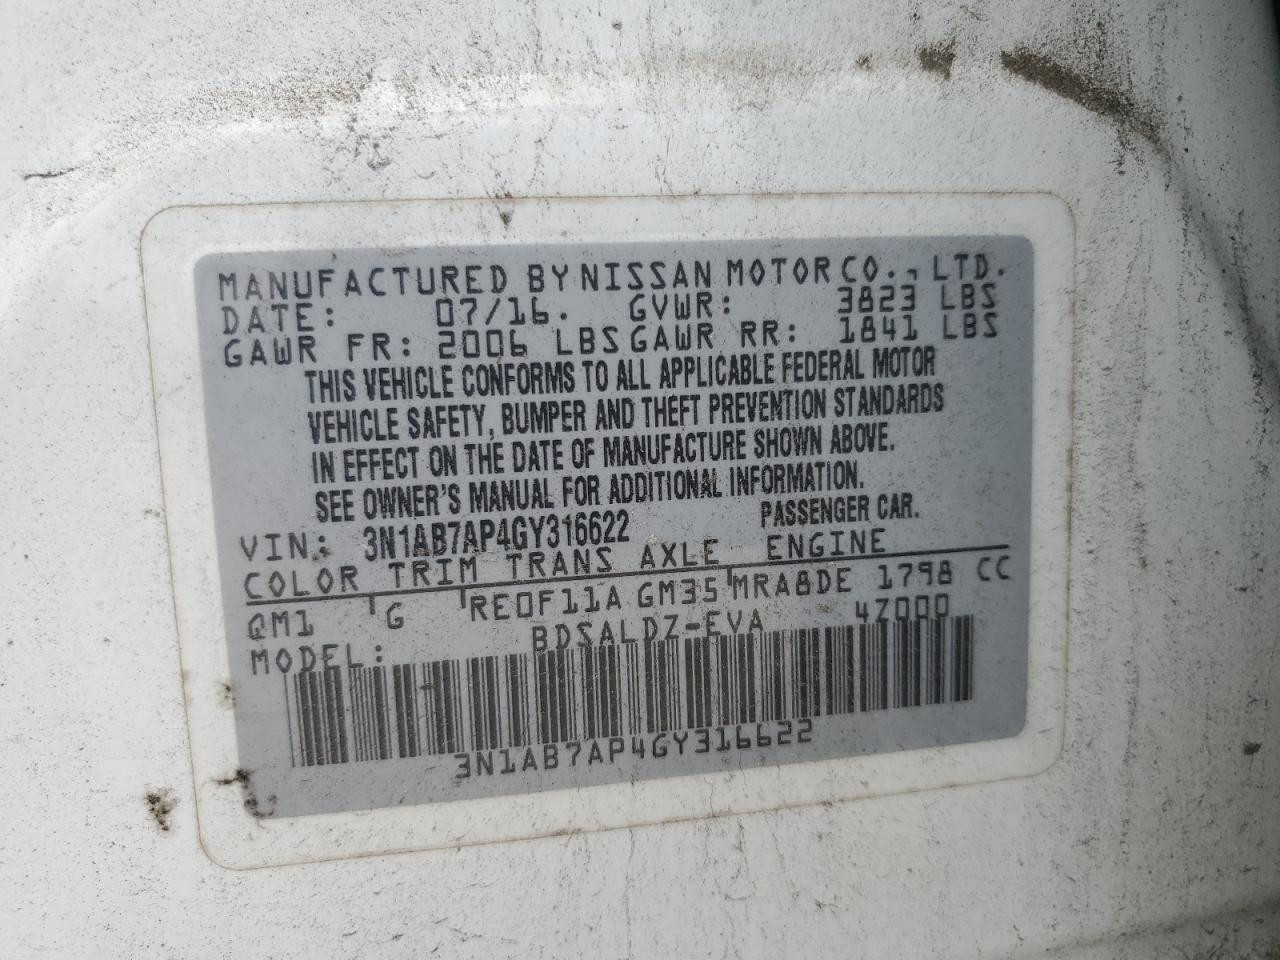 MANUFACTURED BY NISSAN MOTOR CO., LTD.
DATE: 07/16. GVWR: 3823 LBS
GAWR FR: 2006 LBS GAWR RR: 1841 LBS
THIS VEHICLE CONFORMS TO ALL APPLICABLE FEDERAL MOTOR
VEHICLE SAFETY, BUMPER AND THEFT PREVENTION STANDARDS
IN EFFECT ON THE DATE OF MANUFACTURE SHOWN ABOVE.
SEE OWNER'S MANUAL FOR ADDITIONAL INFORMATION.
VIN: 3N1AB7AP4GY316622 PASSENGER CAR.
COLOR TRIM TRANS AXLE ENGINE
QM1 G RE0F11A GM35 MRA8DE 1798 CC
MODEL: BDSALDZ-EVA 4Z000
3N1AB7AP4GY316622